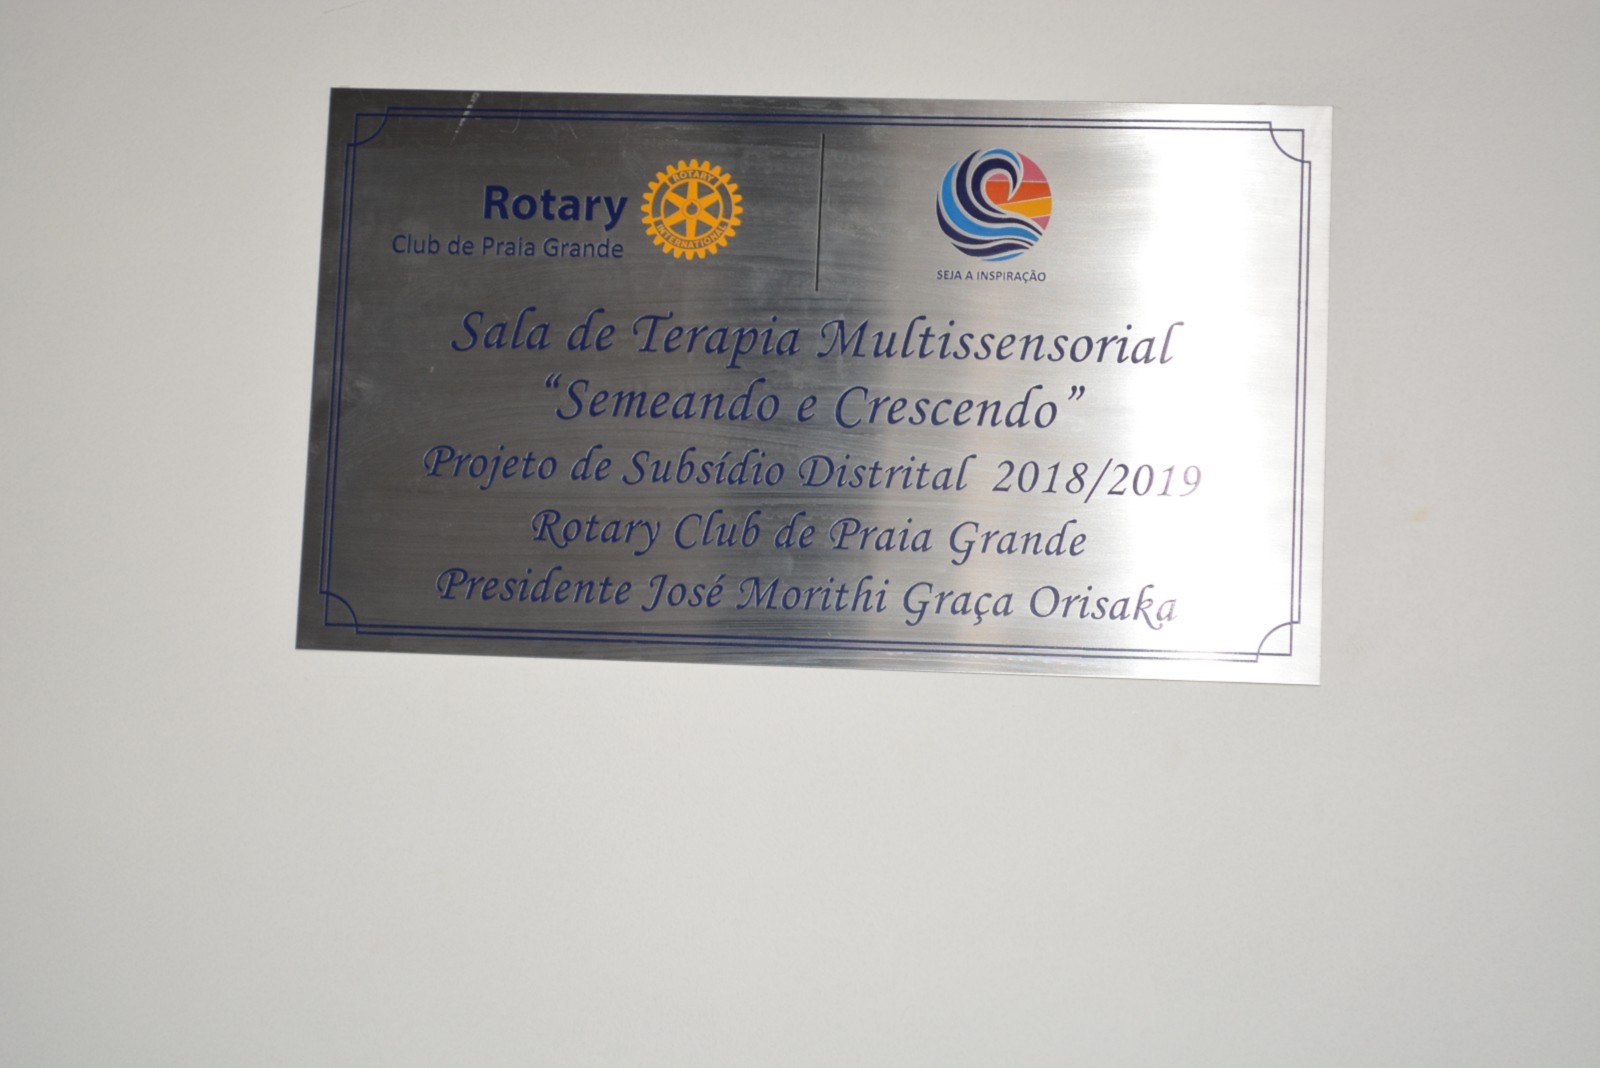 Rotary
Club de Praia Grande
ROTARY
INTERNATIONAL
SEJA A INSPIRAÇÃO
Sala de Terapia Multissensorial
“Semeando e Crescendo”
Projeto de Subsídio Distrital 2018/2019
Rotary Club de Praia Grande
Presidente José Morithi Graça Orisaka